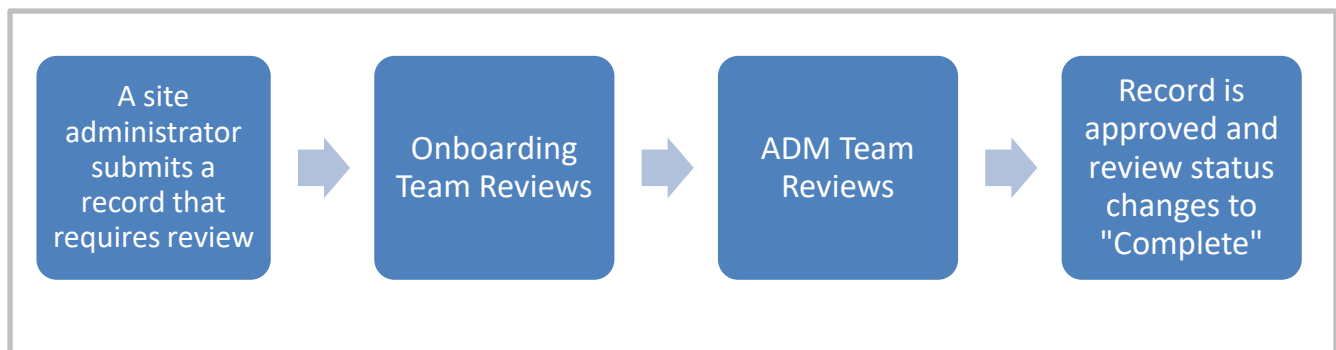 A site
administrator
submits a
record that
requires review
Onboarding
Team Reviews
ADM Team
Reviews
Record is
approved and
review status
changes to
"Complete"